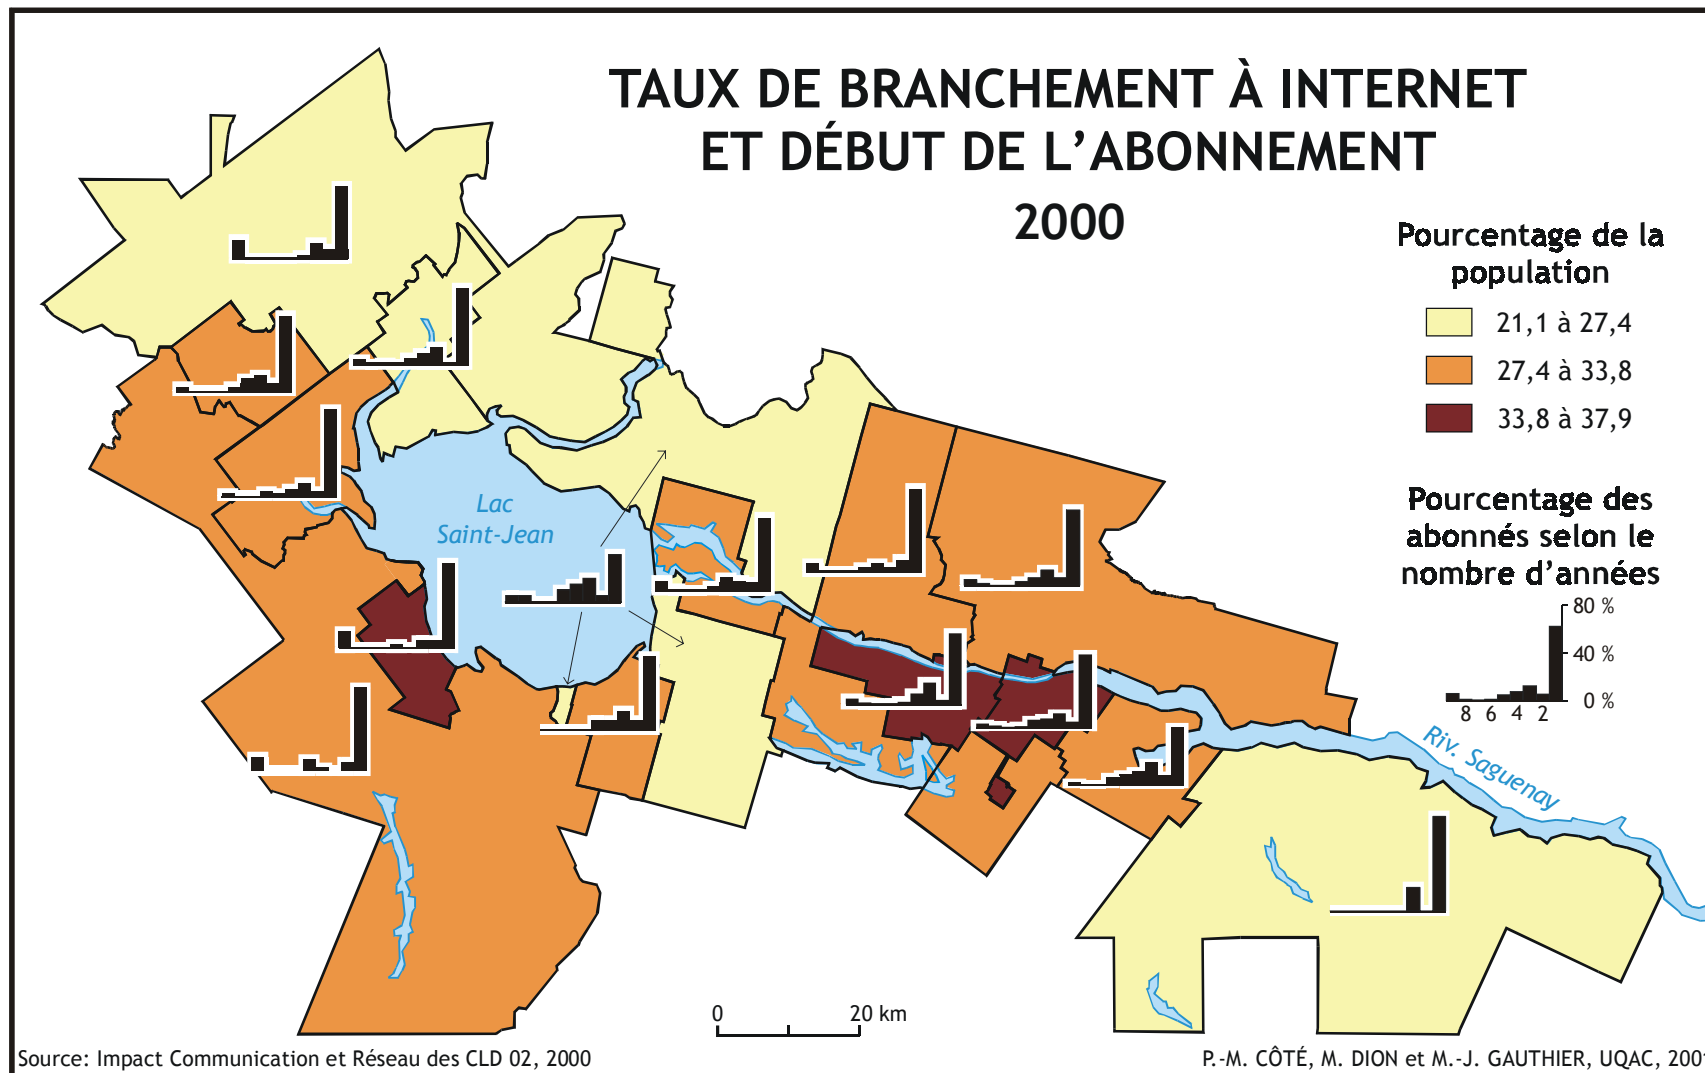 TAUX DE BRANCHEMENT À INTERNET
ET DÉBUT DE L'ABONNEMENT
2000
Pourcentage de la
population
21,1 à 27,4
27,4 à 33,8
33,8 à 37,9
Pourcentage des
abonnés selon le
nombre d'années
80 %
40 %
0 %
8 6 4 2
Lac
Saint-Jean
Riv. Saguenay
0 20 km
Source: Impact Communication et Réseau des CLD 02, 2000
P.-M. CÔTÉ, M. DION et M.-J. GAUTHIER, UQAC, 2001